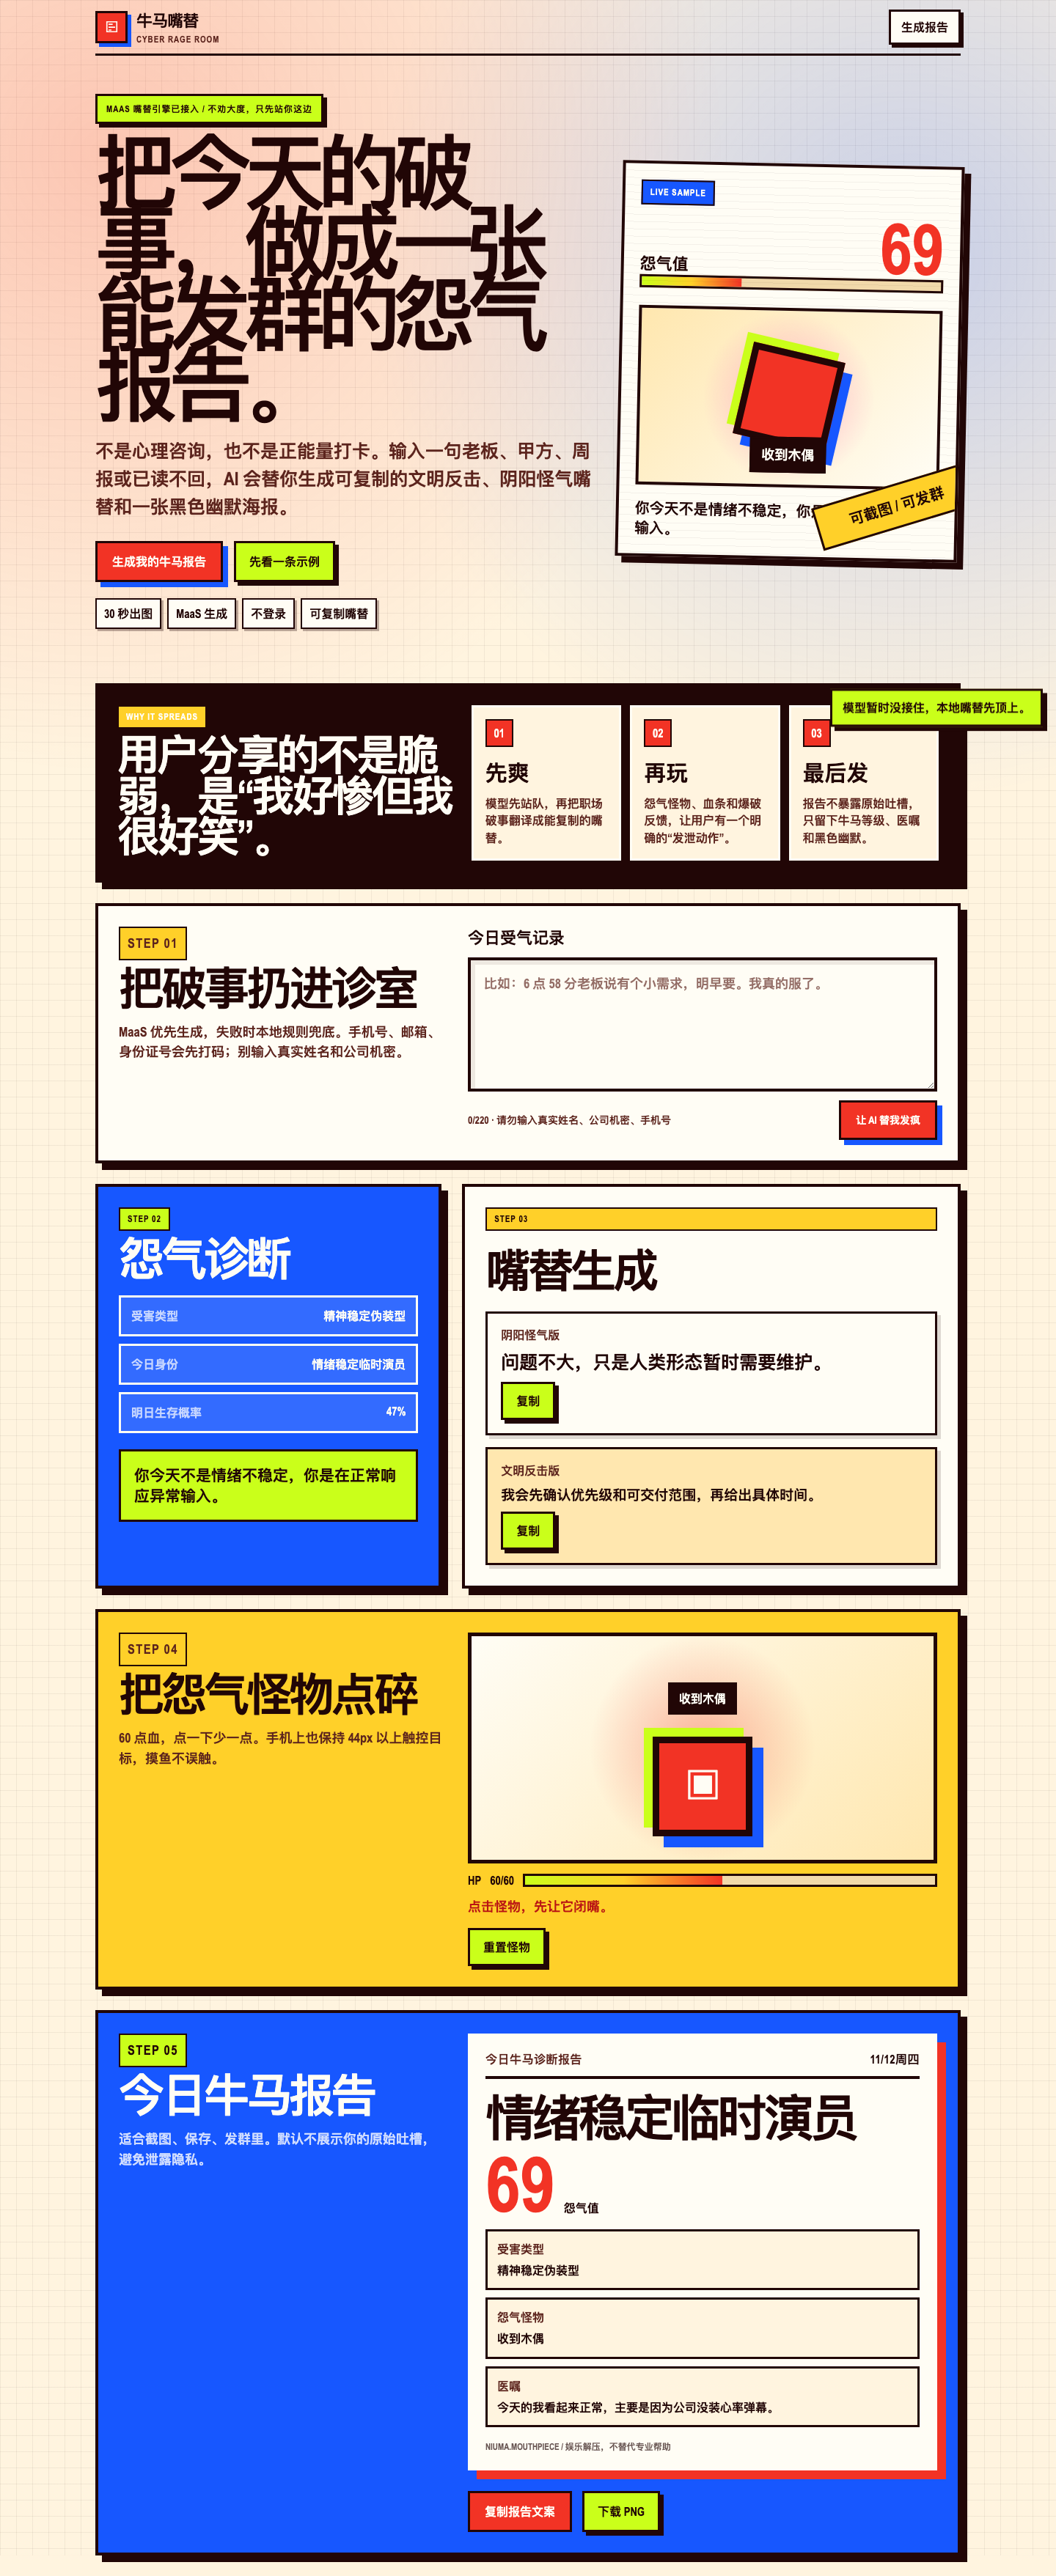 牛马嘴替
CYBER RAGE ROOM
生成报告
MAAS 嘴替引擎已接入 / 不劝大度，只先站你这边
把今天的破
事，做成一张
能发群的怨气
报告。
不是心理咨询，也不是正能量打卡。输入一句老板、甲方、周
报或已读不回，AI 会替你生成可复制的文明反击、阴阳怪气嘴
替和一张黑色幽默海报。
生成我的牛马报告
先看一条示例
30 秒出图
MaaS 生成
不登录
可复制嘴替
LIVE SAMPLE
怨气值
69
收到木偶
你今天不是情绪不稳定，你
输入。
可截图 / 可发群
模型暂时没接住，本地嘴替先顶上。
WHY IT SPREADS
用户分享的不是脆
弱，是“我好惨但我
很好笑”。
01
先爽
模型先站队，再把职场
破事翻译成能复制的嘴
替。
02
再玩
怨气怪物、血条和爆破
反馈，让用户有一个明
确的“发泄动作”。
03
最后发
报告不暴露原始吐槽，
只留下牛马等级、医嘱
和黑色幽默。
STEP 01
把破事扔进诊室
MaaS 优先生成，失败时本地规则兜底。手机号、邮箱、
身份证号会先打码；别输入真实姓名和公司机密。
今日受气记录
比如：6 点 58 分老板说有个小需求，明早要。我真的服了。
0/220 · 请勿输入真实姓名、公司机密、手机号
让 AI 替我发疯
STEP 02
怨气诊断
受害类型
精神稳定伪装型
今日身份
情绪稳定临时演员
明日生存概率
47%
你今天不是情绪不稳定，你是在正常响
应异常输入。
STEP 03
嘴替生成
阴阳怪气版
问题不大，只是人类形态暂时需要维护。
复制
文明反击版
我会先确认优先级和可交付范围，再给出具体时间。
复制
STEP 04
把怨气怪物点碎
60 点血，点一下少一点。手机上也保持 44px 以上触控目
标，摸鱼不误触。
收到木偶
HP 60/60
点击怪物，先让它闭嘴。
重置怪物
STEP 05
今日牛马报告
适合截图、保存、发群里。默认不展示你的原始吐槽，
避免泄露隐私。
今日牛马诊断报告
11/12周四
情绪稳定临时演员
69 怨气值
受害类型
精神稳定伪装型
怨气怪物
收到木偶
医嘱
今天的我看起来正常，主要是因为公司没装心率弹幕。
NIUMA.MOUTHPIECE / 娱乐解压，不替代专业帮助
复制报告文案
下载 PNG